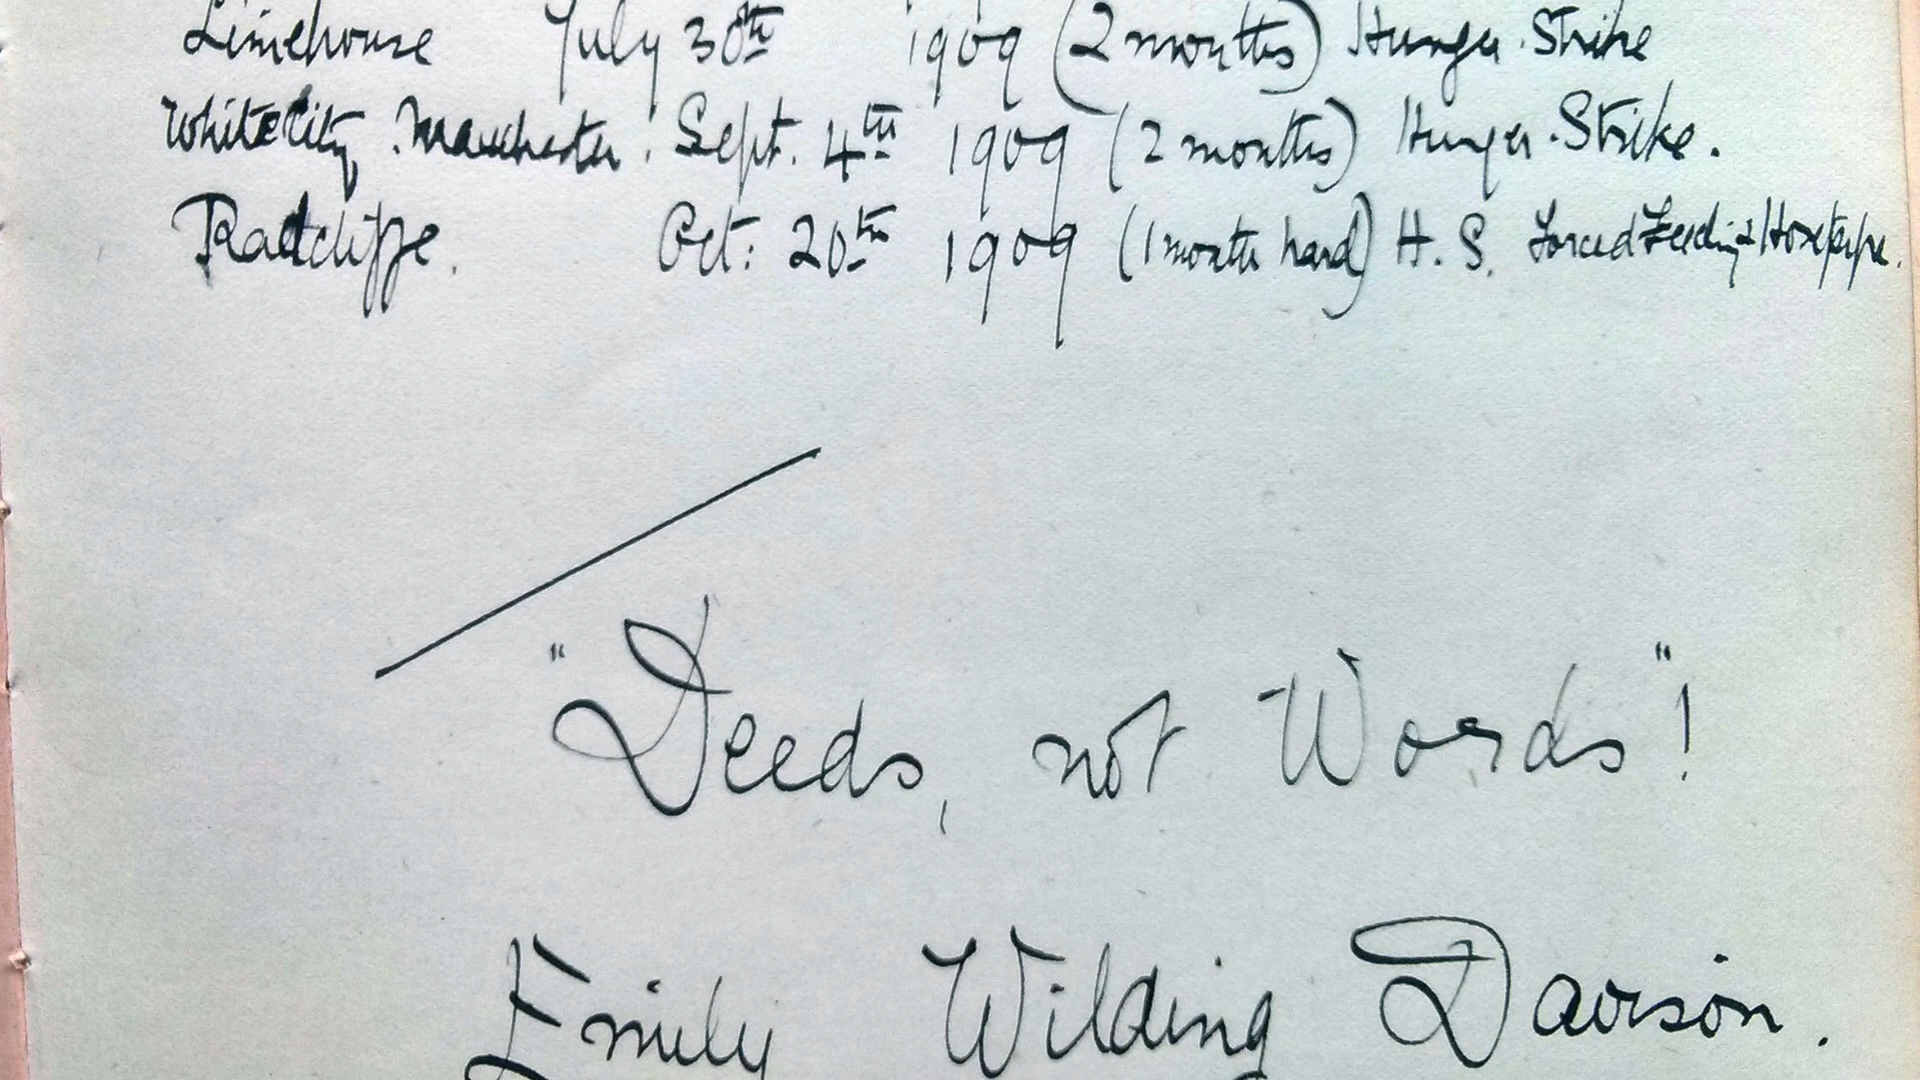 Limehouse July 30th 1909 (2 months) Hunger-Strike
White City. Manchester. Sept. 4th 1909 (2 months) Hunger-Strike.
Radcliffe. Oct: 20th 1909 (1 month hard) H. S. Forced Feeding & Hosepipe.
"Deeds, not Words"!
Emily Wilding Davison.